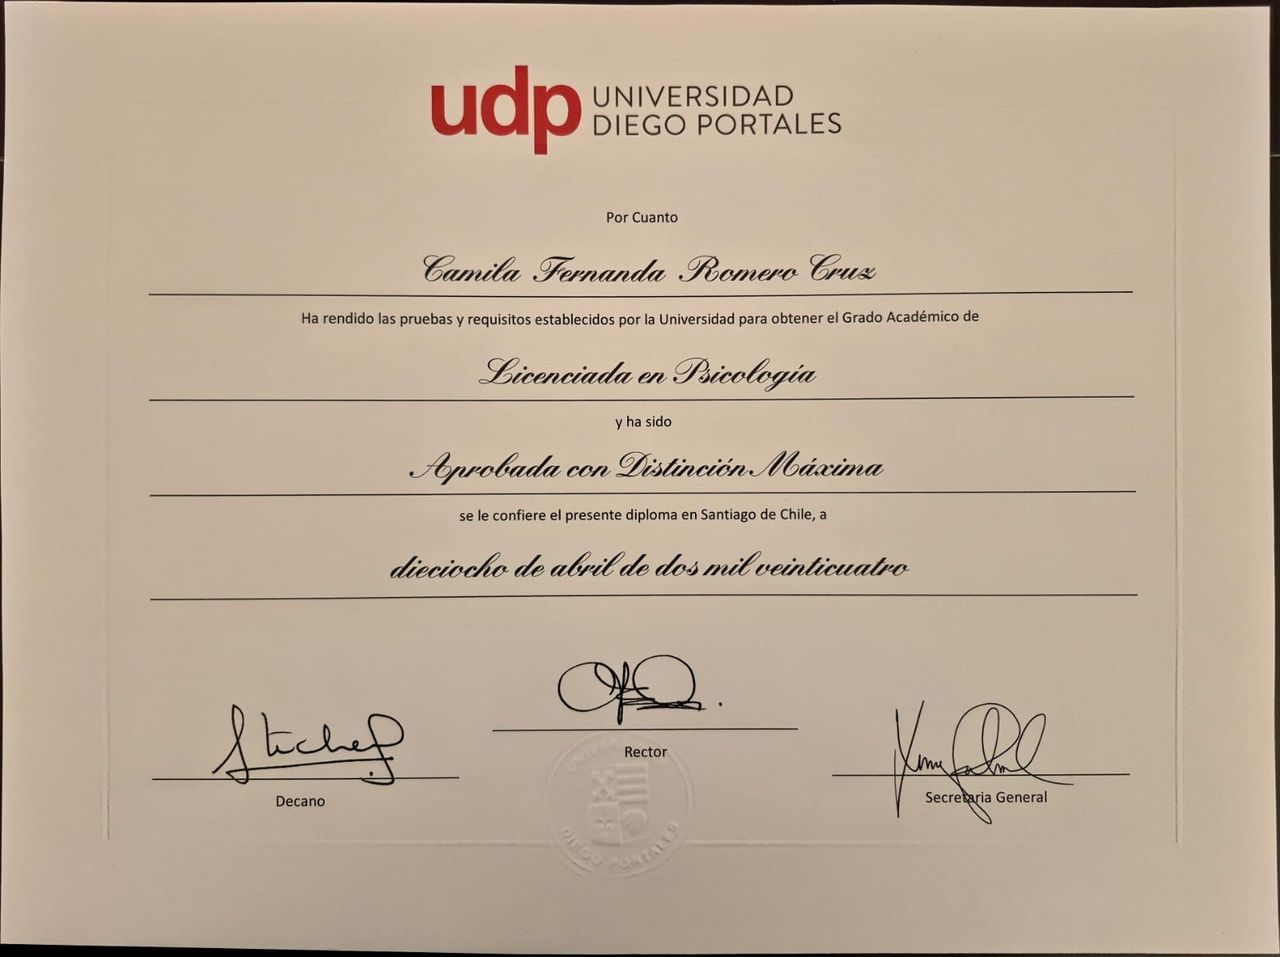 udp UNIVERSIDAD
DIEGO PORTALES
Por Cuanto
Camila Fernanda Romero Cruz
Ha rendido las pruebas y requisitos establecidos por la Universidad para obtener el Grado Académico de
Licenciada en Psicología
y ha sido
Aprobada con Distinción Máxima
se le confiere el presente diploma en Santiago de Chile, a
dieciocho de abril de dos mil veinticuatro
Rector
Decano
Secretaria General
DIEGO PORTALES